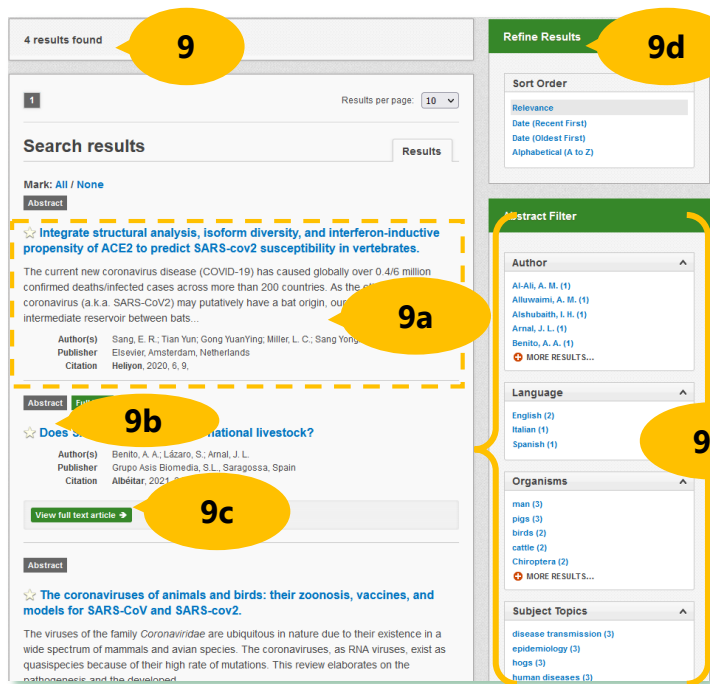 4 results found
9
1
Results per page: 10
Search results
Results
Mark: All / None
Abstract
Integrate structural analysis, isoform diversity, and interferon-inductive
propensity of ACE2 to predict SARS-cov2 susceptibility in vertebrates.
The current new coronavirus disease (COVID-19) has caused globally over 0.4/6 million
confirmed deaths/infected cases across more than 200 countries. As the
coronavirus (a.k.a. SARS-CoV2) may putatively have a bat origin, our
intermediate reservoir between bats...
9a
Author(s) Sang, E. R.; Tian Yun; Gong YuanYing; Miller, L. C.; Sang Yong
Publisher Elsevier, Amsterdam, Netherlands
Citation Heliyon, 2020, 6, 9,
Abstract
9b
Does national livestock?
Author(s) Benito, A. A.; Lázaro, S.; Arnal, J. L.
Publisher Grupo Asis Biomedia, S.L., Saragossa, Spain
Citation Albéitar, 2021
View full text article
9c
Abstract
The coronaviruses of animals and birds: their zoonosis, vaccines, and
models for SARS-CoV and SARS-cov2.
The viruses of the family Coronaviridae are ubiquitous in nature due to their existence in a
wide spectrum of mammals and avian species. The coronaviruses, as RNA viruses, exist as
quasispecies because of their high rate of mutations. This review elaborates on the
pathogenesis and the developed
Refine Results
9d
Sort Order
Relevance
Date (Recent First)
Date (Oldest First)
Alphabetical (A to Z)
Abstract Filter
Author
Al-Ali, A. M. (1)
Alluwaimi, A. M. (1)
Alshubaith, I. H. (1)
Arnal, J. L. (1)
Benito, A. A. (1)
MORE RESULTS...
Language
English (2)
Italian (1)
Spanish (1)
9
Organisms
man (3)
pigs (3)
birds (2)
cattle (2)
Chiroptera (2)
MORE RESULTS...
Subject Topics
disease transmission (3)
epidemiology (3)
hogs (3)
human diseases (3)